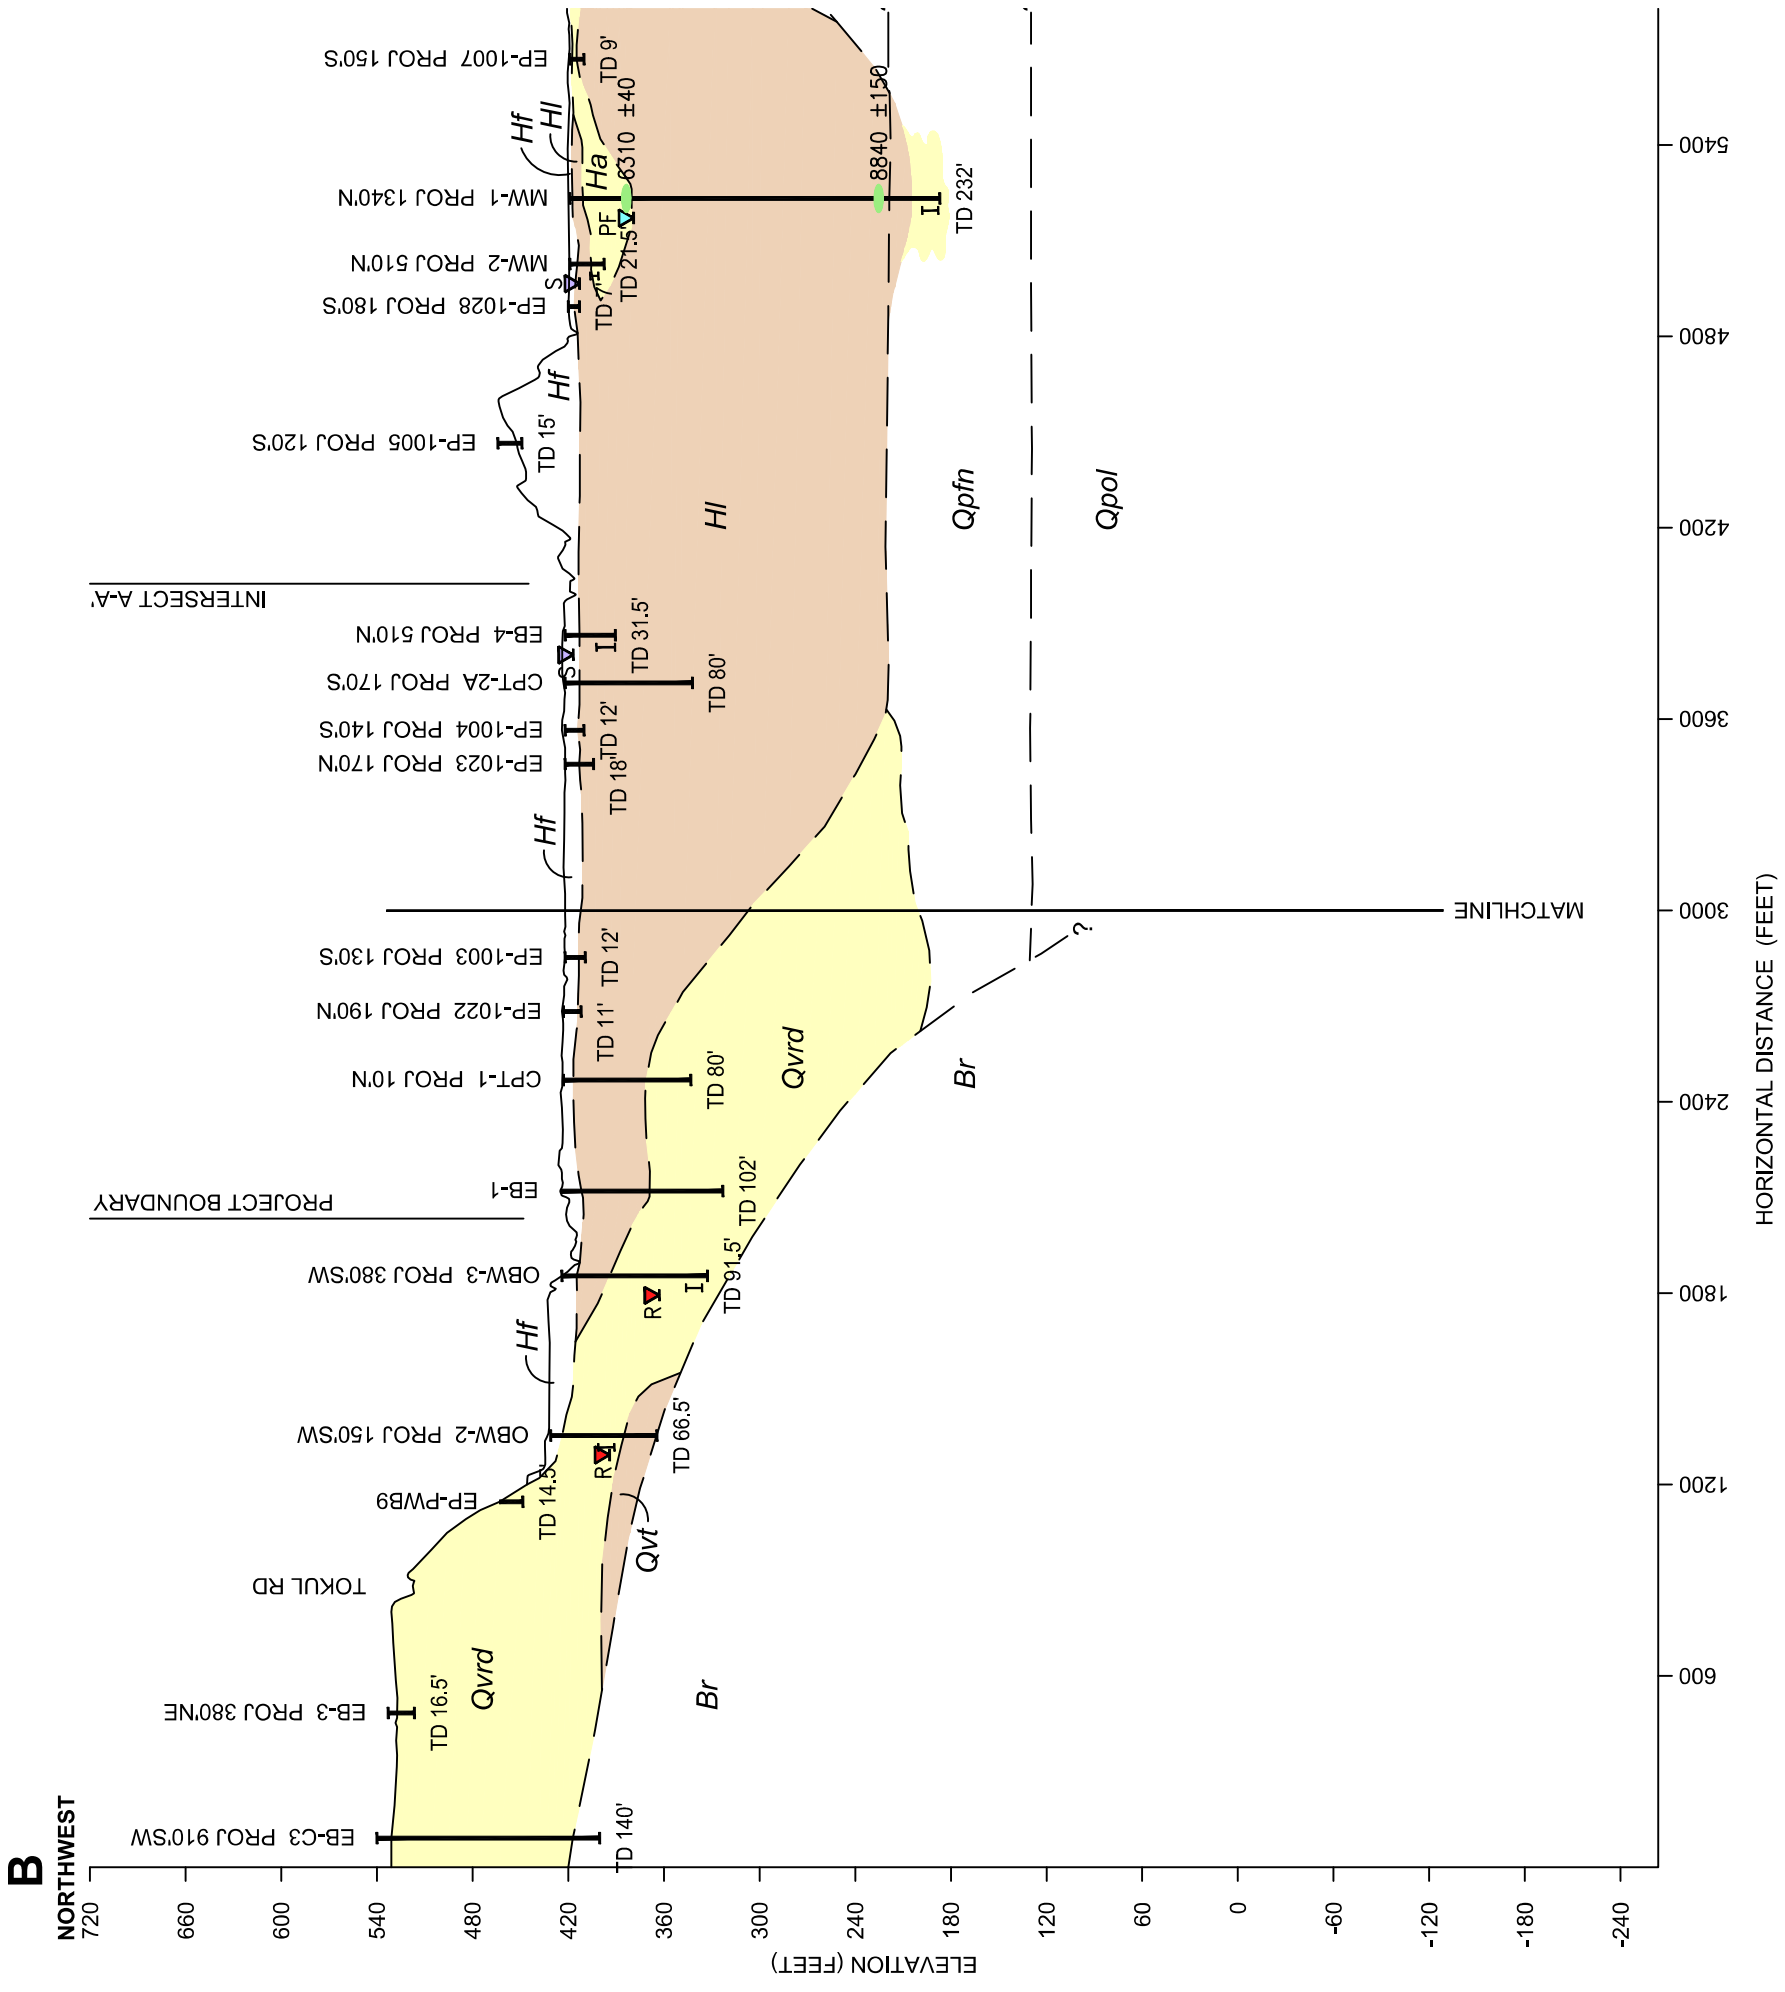 B
NORTHWEST
720
660
600
540
480
420
360
300
240
180
120
60
0
-60
-120
-180
-240
ELEVATION (FEET)
EB-C3 PROJ 910'SW
TD 140'
EB-3 PROJ 380'NE
TD 16.5'
Qvrd
Br
TOKUL RD
EP-PWB9
TD 14.5'
Qvt
OBW-2 PROJ 150'SW
R
TD 66.5'
Hf
OBW-3 PROJ 380'SW
R
TD 91.5'
PROJECT BOUNDARY
EB-1
TD 102'
CPT-1 PROJ 10'N
TD 80'
Qvrd
Br
EP-1022 PROJ 190'N
TD 11'
EP-1003 PROJ 130'S
TD 12'
?
MATCHLINE
Hf
EP-1023 PROJ 170'N
TD 18'
EP-1004 PROJ 140'S
TD 12'
CPT-2A PROJ 170'S
TD 80'
S
EB-4 PROJ 510'N
TD 31.5'
INTERSECT A-A'
Hl
Qpfn
Qpol
EP-1005 PROJ 120'S
TD 15'
Hf
EP-1028 PROJ 180'S
TD 7'
S
MW-2 PROJ 510'N
TD 21.5'
PF
MW-1 PROJ 1340'N
TD 232'
Ha
6310 ±40
8840 ±150
Hf
Hl
EP-1007 PROJ 150'S
TD 9'
600
1200
1800
2400
3000
3600
4200
4800
5400
HORIZONTAL DISTANCE (FEET)